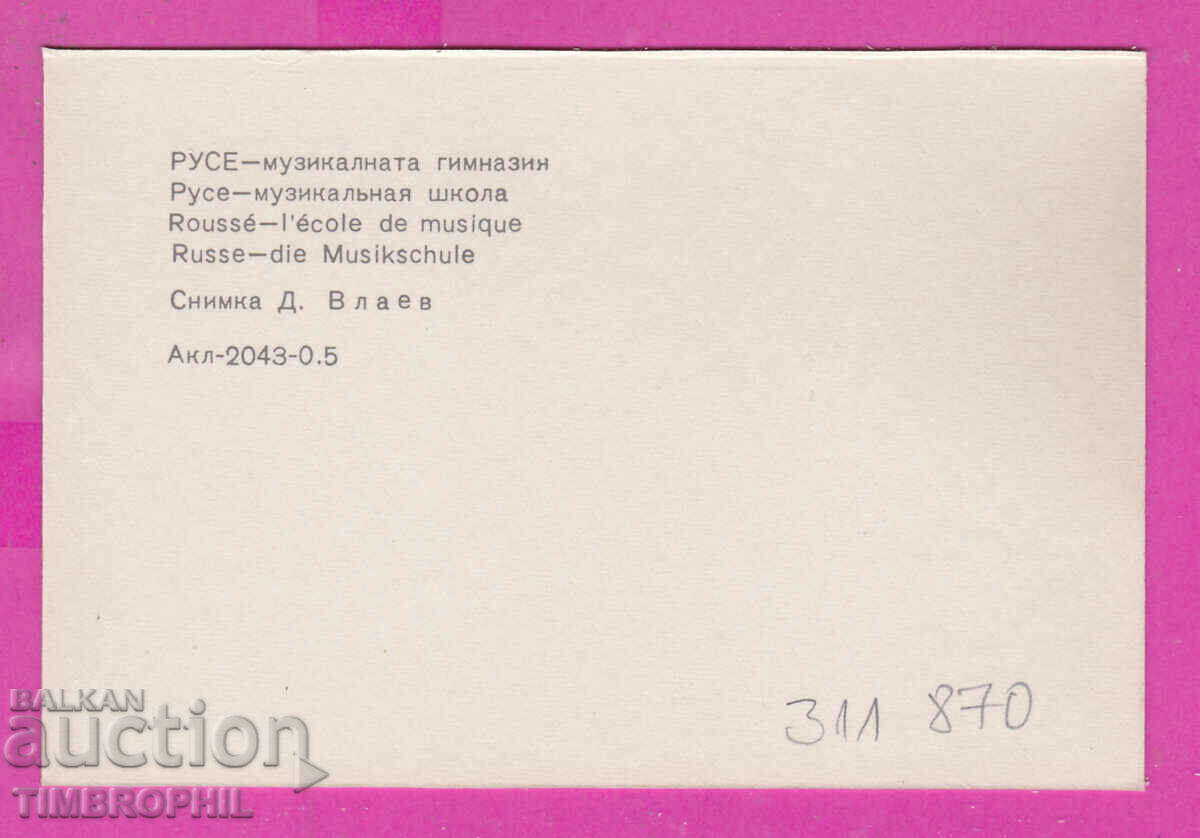 РУСЕ—музикалната гимназия
Русе—музикальная школа
Roussé—l'école de musique
Russe—die Musikschule
Снимка Д. Влаев
Акл-2043-0.5
311 870
BALKAN
auction
TIMBROPHIL